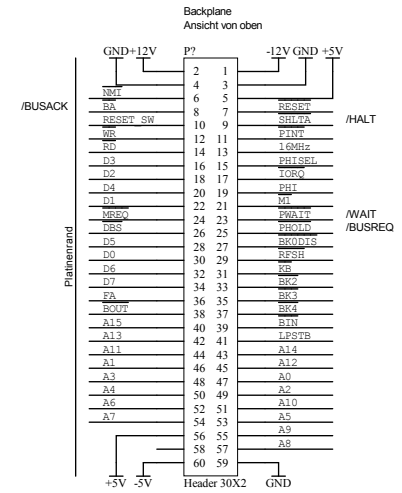 Backplane
Ansicht von oben
GND +12V P? -12V GND +5V
2 1
4 3
NMI 6 5
/BUSACK BA 8 7 RESET
RESET_SW 10 9 SHLTA /HALT
WR 12 11 PINT
RD 14 13 16MHz
D3 16 15 PHISEL
D2 18 17 IORQ
D4 20 19 PHI
D1 22 21 M1
MREQ 24 23 PWAIT /WAIT
DBS 26 25 PHOLD /BUSREQ
D5 28 27 BK0DIS
D0 30 29 RFSH
D6 32 31 KB
D7 34 33 BK2
FA 36 35 BK3
BOUT 38 37 BK4
A15 40 39 BIN
A13 42 41 LPSTB
A11 44 43 A14
A1 46 45 A12
A3 48 47 A0
A4 50 49 A2
A6 52 51 A10
A7 54 53 A5
56 55 A9
58 57 A8
60 59
+5V -5V Header 30X2 GND
Platinenrand